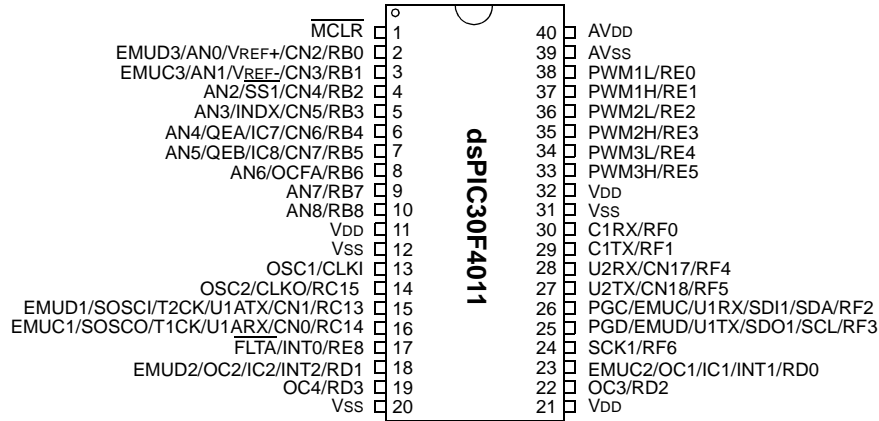 MCLR 1 40 AVDD
EMUD3/AN0/VREF+/CN2/RB0 2 39 AVSS
EMUC3/AN1/VREF-/CN3/RB1 3 38 PWM1L/RE0
AN2/SS1/CN4/RB2 4 37 PWM1H/RE1
AN3/INDX/CN5/RB3 5 36 PWM2L/RE2
AN4/QEA/IC7/CN6/RB4 6 35 PWM2H/RE3
AN5/QEB/IC8/CN7/RB5 7 34 PWM3L/RE4
AN6/OCFA/RB6 8 33 PWM3H/RE5
AN7/RB7 9 32 VDD
AN8/RB8 10 31 VSS
VDD 11 30 C1RX/RF0
VSS 12 29 C1TX/RF1
OSC1/CLKI 13 28 U2RX/CN17/RF4
OSC2/CLKO/RC15 14 27 U2TX/CN18/RF5
EMUD1/SOSCI/T2CK/U1ATX/CN1/RC13 15 26 PGC/EMUC/U1RX/SDI1/SDA/RF2
EMUC1/SOSCO/T1CK/U1ARX/CN0/RC14 16 25 PGD/EMUD/U1TX/SDO1/SCL/RF3
FLTA/INT0/RE8 17 24 SCK1/RF6
EMUD2/OC2/IC2/INT2/RD1 18 23 EMUC2/OC1/IC1/INT1/RD0
OC4/RD3 19 22 OC3/RD2
VSS 20 21 VDD
dsPIC30F4011